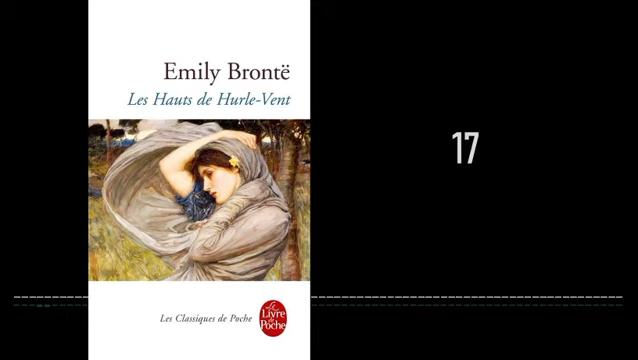 Emily Brontë
Les Hauts de Hurle-Vent
17
Les Classiques de Poche
Le
Livre
de
Poche